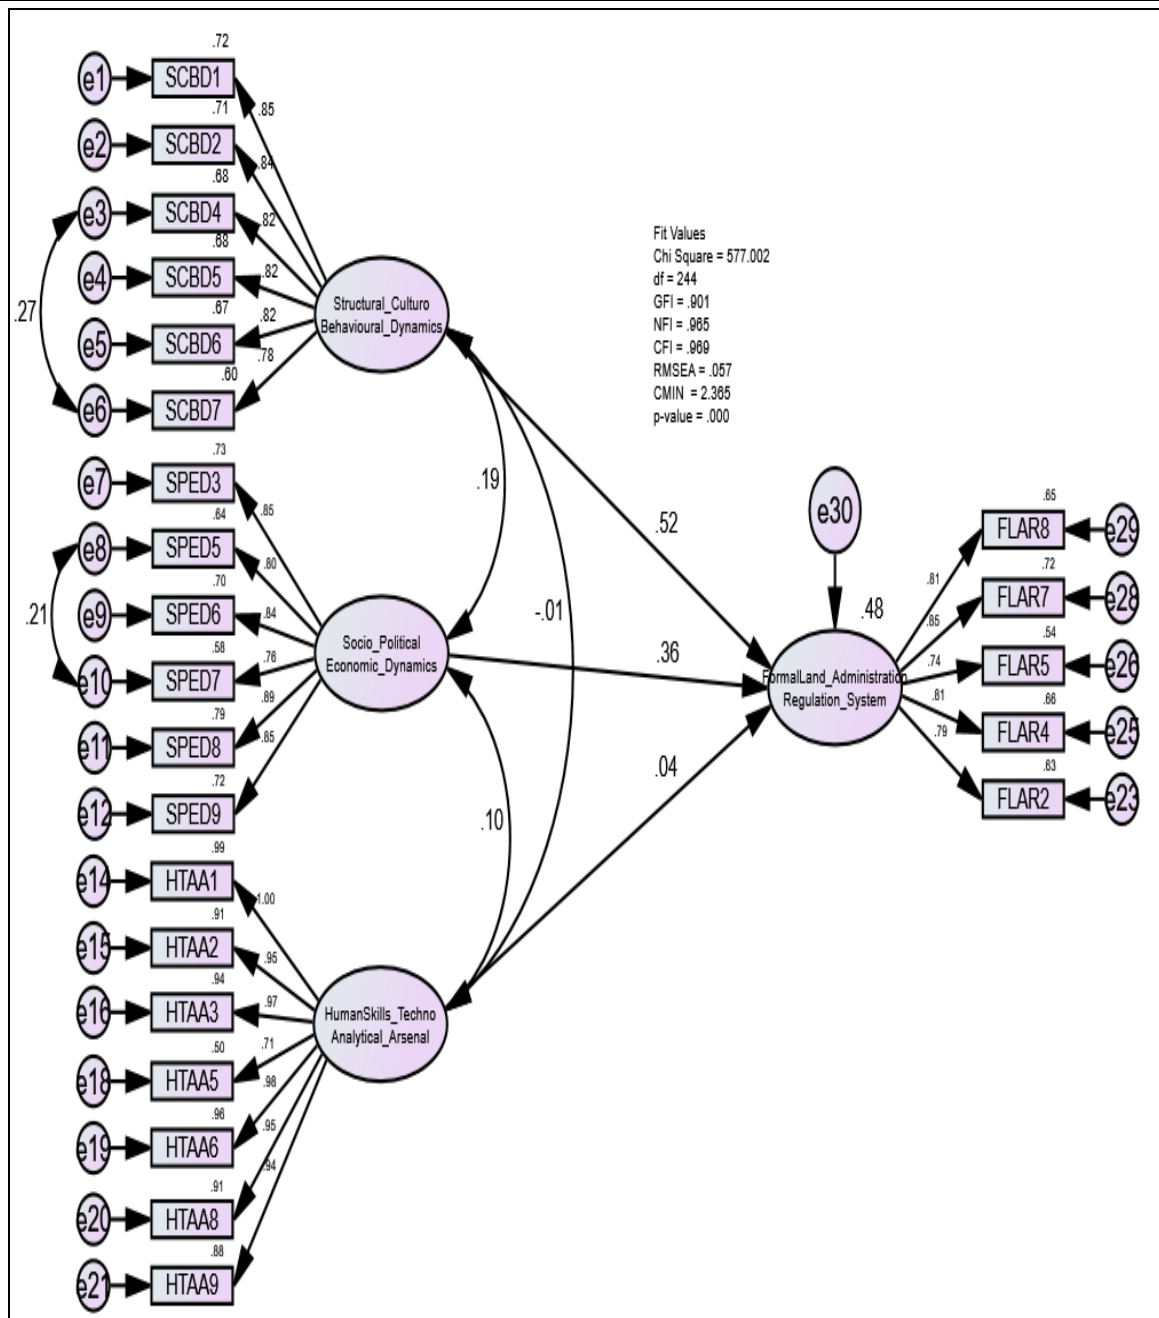 .72
e1
SCBD1
.85
.71
e2
SCBD2
.84
.68
e3
SCBD4
.82
.68
e4
SCBD5
.82
.67
e5
SCBD6
.82
.60
e6
SCBD7
.78
.27
Structural_Culturo
Behavioural_Dynamics
.73
e7
SPED3
.85
.64
e8
SPED5
.80
.70
e9
SPED6
.84
.58
e10
SPED7
.76
.79
e11
SPED8
.89
.72
e12
SPED9
.85
.21
Socio_Political
Economic_Dynamics
.99
e14
HTAA1
1.00
.91
e15
HTAA2
.95
.94
e16
HTAA3
.97
.50
e18
HTAA5
.71
.96
e19
HTAA6
.98
.91
e20
HTAA8
.95
.88
e21
HTAA9
.94
HumanSkills_Techno
Analytical_Arsenal
.19
-.01
.10
.52
.36
.04
Fit Values
Chi Square = 577.002
df = 244
GFI = .901
NFI = .965
CFI = .969
RMSEA = .057
CMIN = 2.365
p-value = .000
e30
.48
FormalLand_Administration
Regulation_System
.65
.81
FLAR8
e29
.72
.85
FLAR7
e28
.54
.74
FLAR5
e26
.66
.81
FLAR4
e25
.63
.79
FLAR2
e23